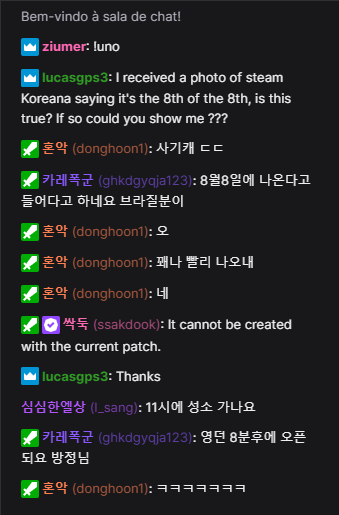 Bem-vindo à sala de chat!
ziumer: !uno
lucasgps3: I received a photo of steam
Koreana saying it's the 8th of the 8th, is this
true? If so could you show me ???
혼악 (donghoon1): 사기캐 ㄷㄷ
카레폭군 (ghkdgyqja123): 8월8일에 나온다고
들어다고 하네요 브라질분이
혼악 (donghoon1): 오
혼악 (donghoon1): 꽤나 빨리 나오내
혼악 (donghoon1): 네
싹둑 (ssakdook): It cannot be created
with the current patch.
lucasgps3: Thanks
심심한엘상 (l_sang): 11시에 성소 가나요
카레폭군 (ghkdgyqja123): 영던 8분후에 오픈
되요 방정님
혼악 (donghoon1): ㅋㅋㅋㅋㅋㅋㅋ